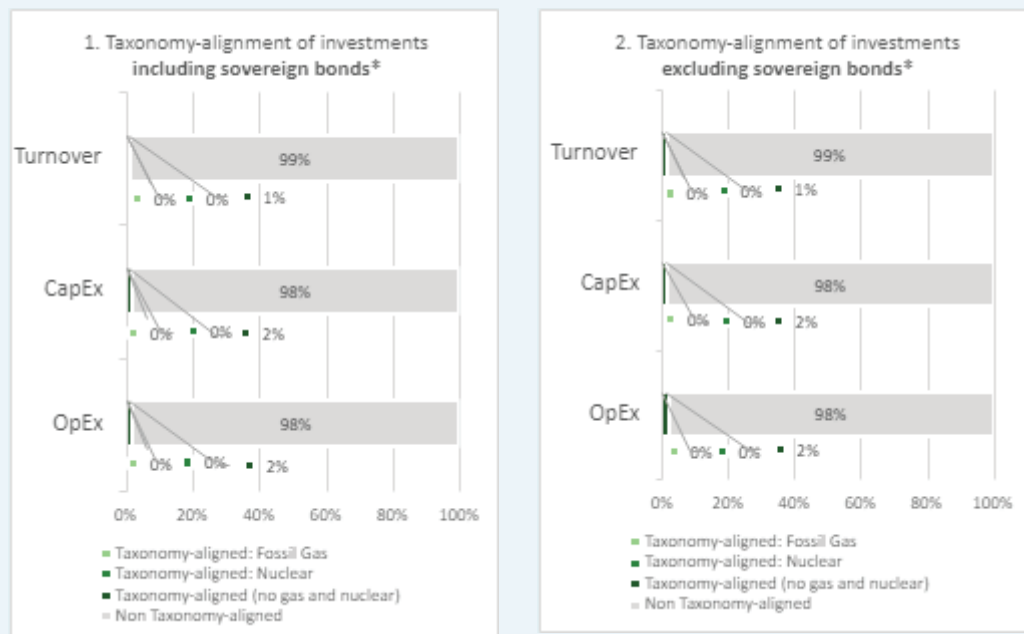 1. Taxonomy-alignment of investments
including sovereign bonds*
Turnover
99%
0% 0% 1%
CapEx
98%
0% 0% 2%
OpEx
98%
0% 0% 2%
0% 20% 40% 60% 80% 100%
Taxonomy-aligned: Fossil Gas
Taxonomy-aligned: Nuclear
Taxonomy-aligned (no gas and nuclear)
Non Taxonomy-aligned
2. Taxonomy-alignment of investments
excluding sovereign bonds*
Turnover
99%
0% 0% 1%
CapEx
98%
0% 0% 2%
OpEx
98%
0% 0% 2%
0% 20% 40% 60% 80% 100%
Taxonomy-aligned: Fossil Gas
Taxonomy-aligned: Nuclear
Taxonomy-aligned (no gas and nuclear)
Non Taxonomy-aligned